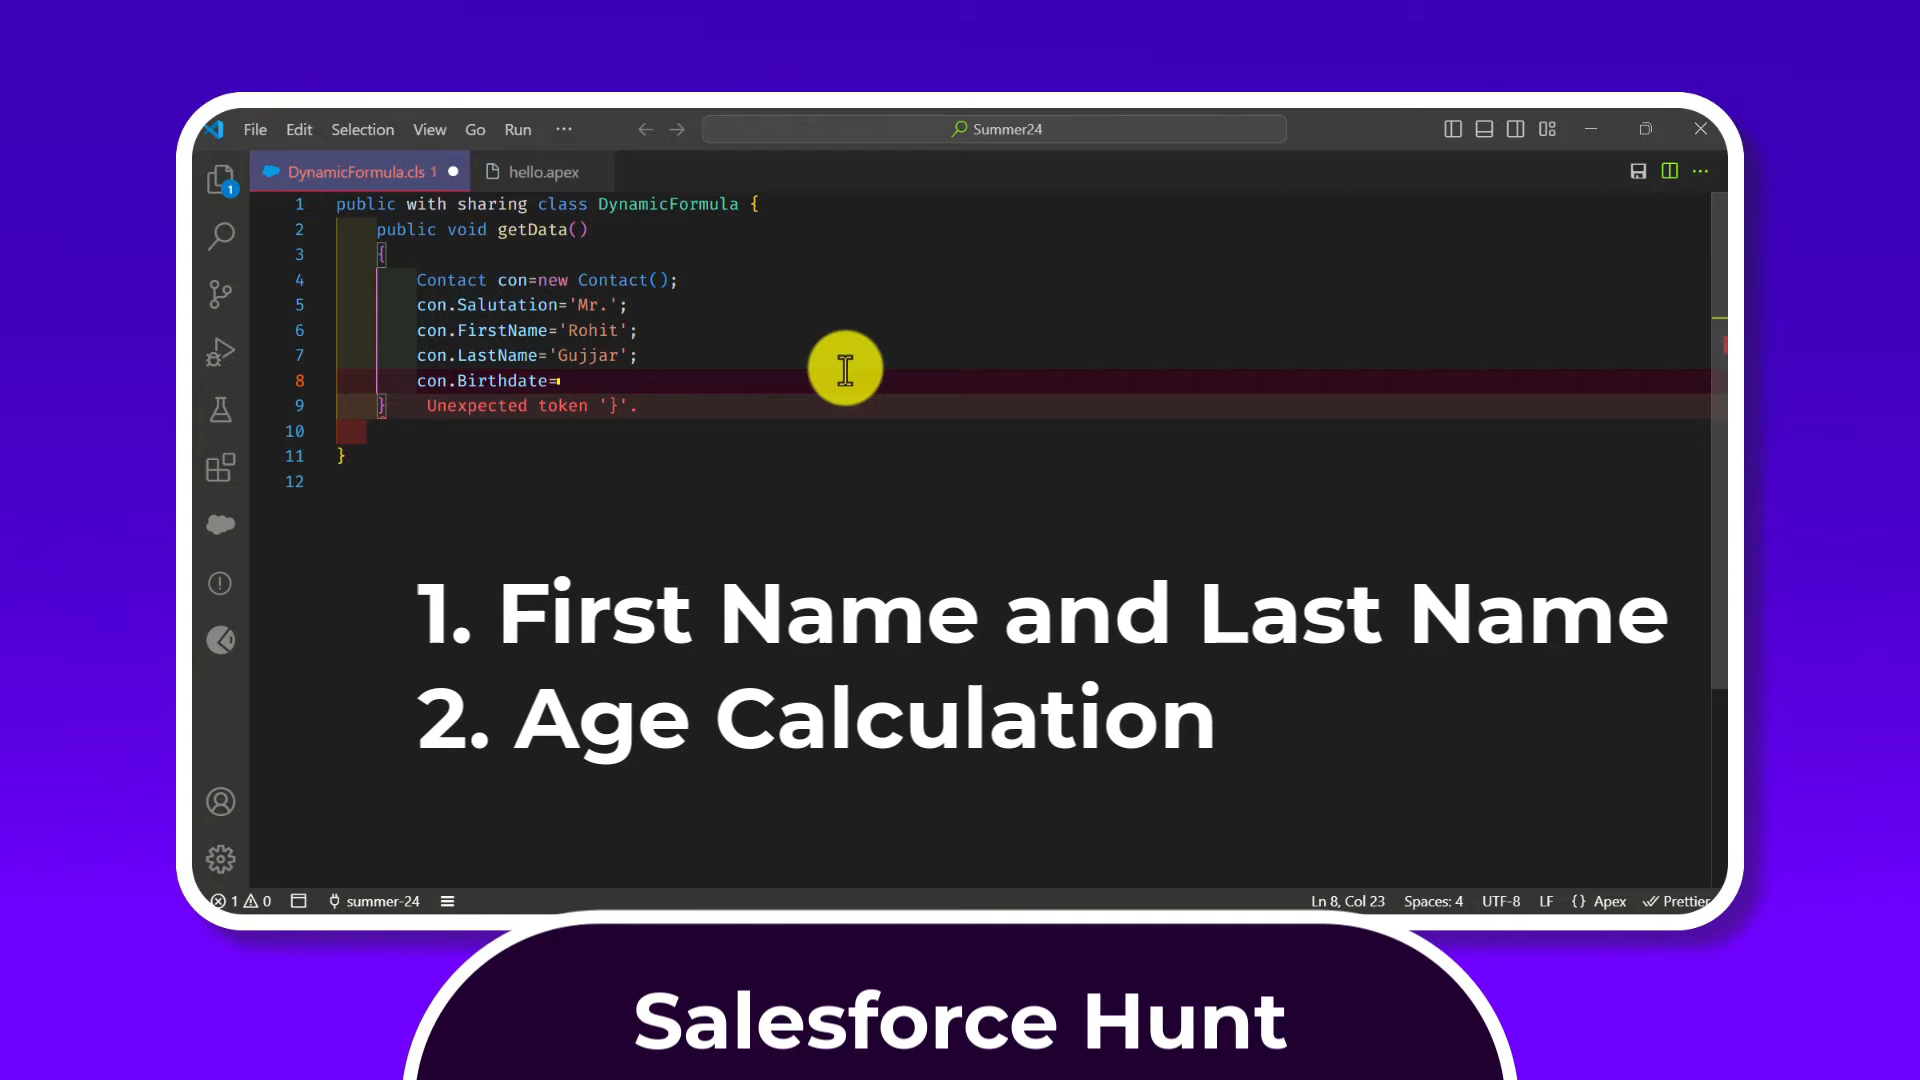 File Edit Selection View Go Run ···
Summer24
DynamicFormula.cls 1
hello.apex
1 public with sharing class DynamicFormula {
2 public void getData()
3 {
4 Contact con=new Contact();
5 con.Salutation='Mr.';
6 con.FirstName='Rohit';
7 con.LastName='Gujjar';
8 con.Birthdate=
9 } Unexpected token '}'.
10
11 }
12
1
1. First Name and Last Name
2. Age Calculation
1 0 summer-24 Ln 8, Col 23 Spaces: 4 UTF-8 LF {} Apex Prettier
Salesforce Hunt